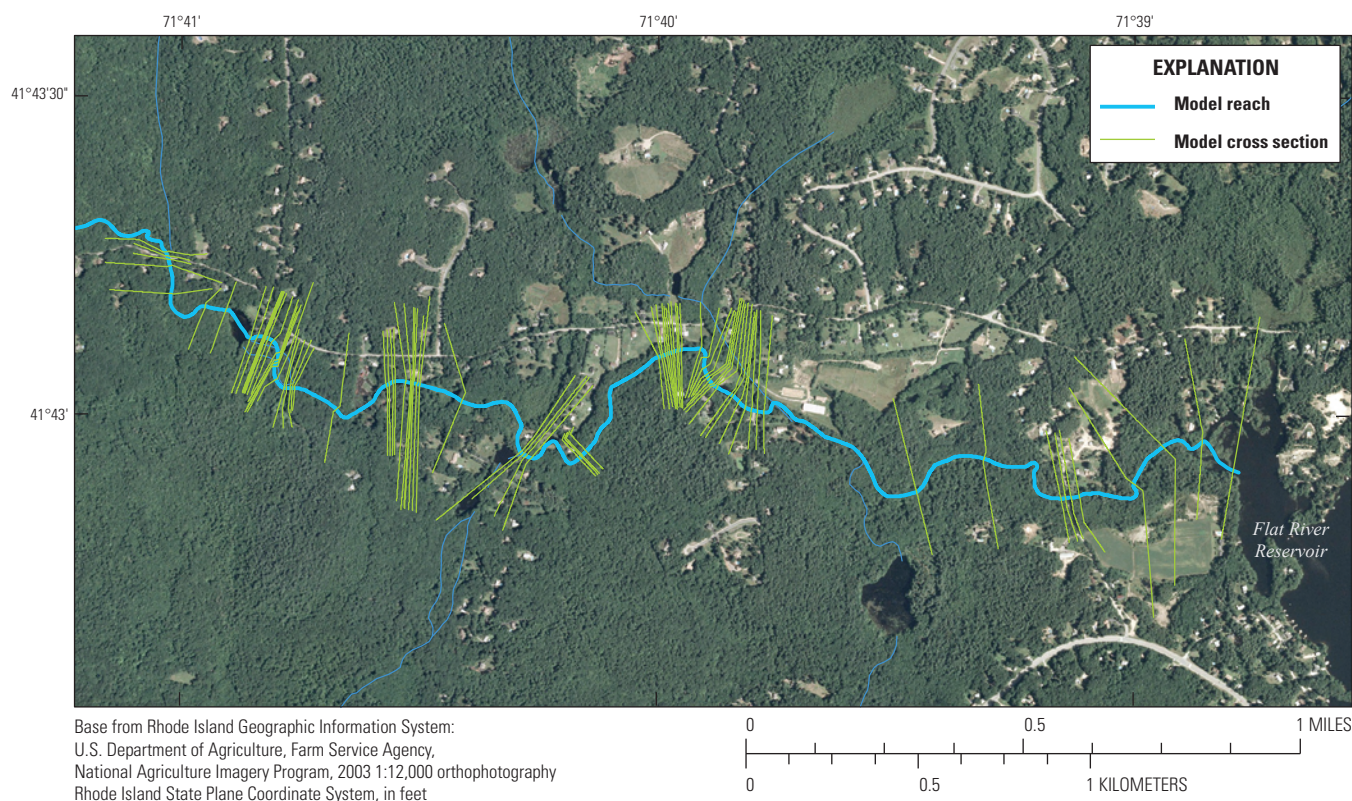 71°41'
71°40'
71°39'
41°43'30"
41°43'
EXPLANATION
Model reach
Model cross section
Flat River
Reservoir
Base from Rhode Island Geographic Information System:
U.S. Department of Agriculture, Farm Service Agency,
National Agriculture Imagery Program, 2003 1:12,000 orthophotography
Rhode Island State Plane Coordinate System, in feet
0 0.5 1 MILES
0 0.5 1 KILOMETERS